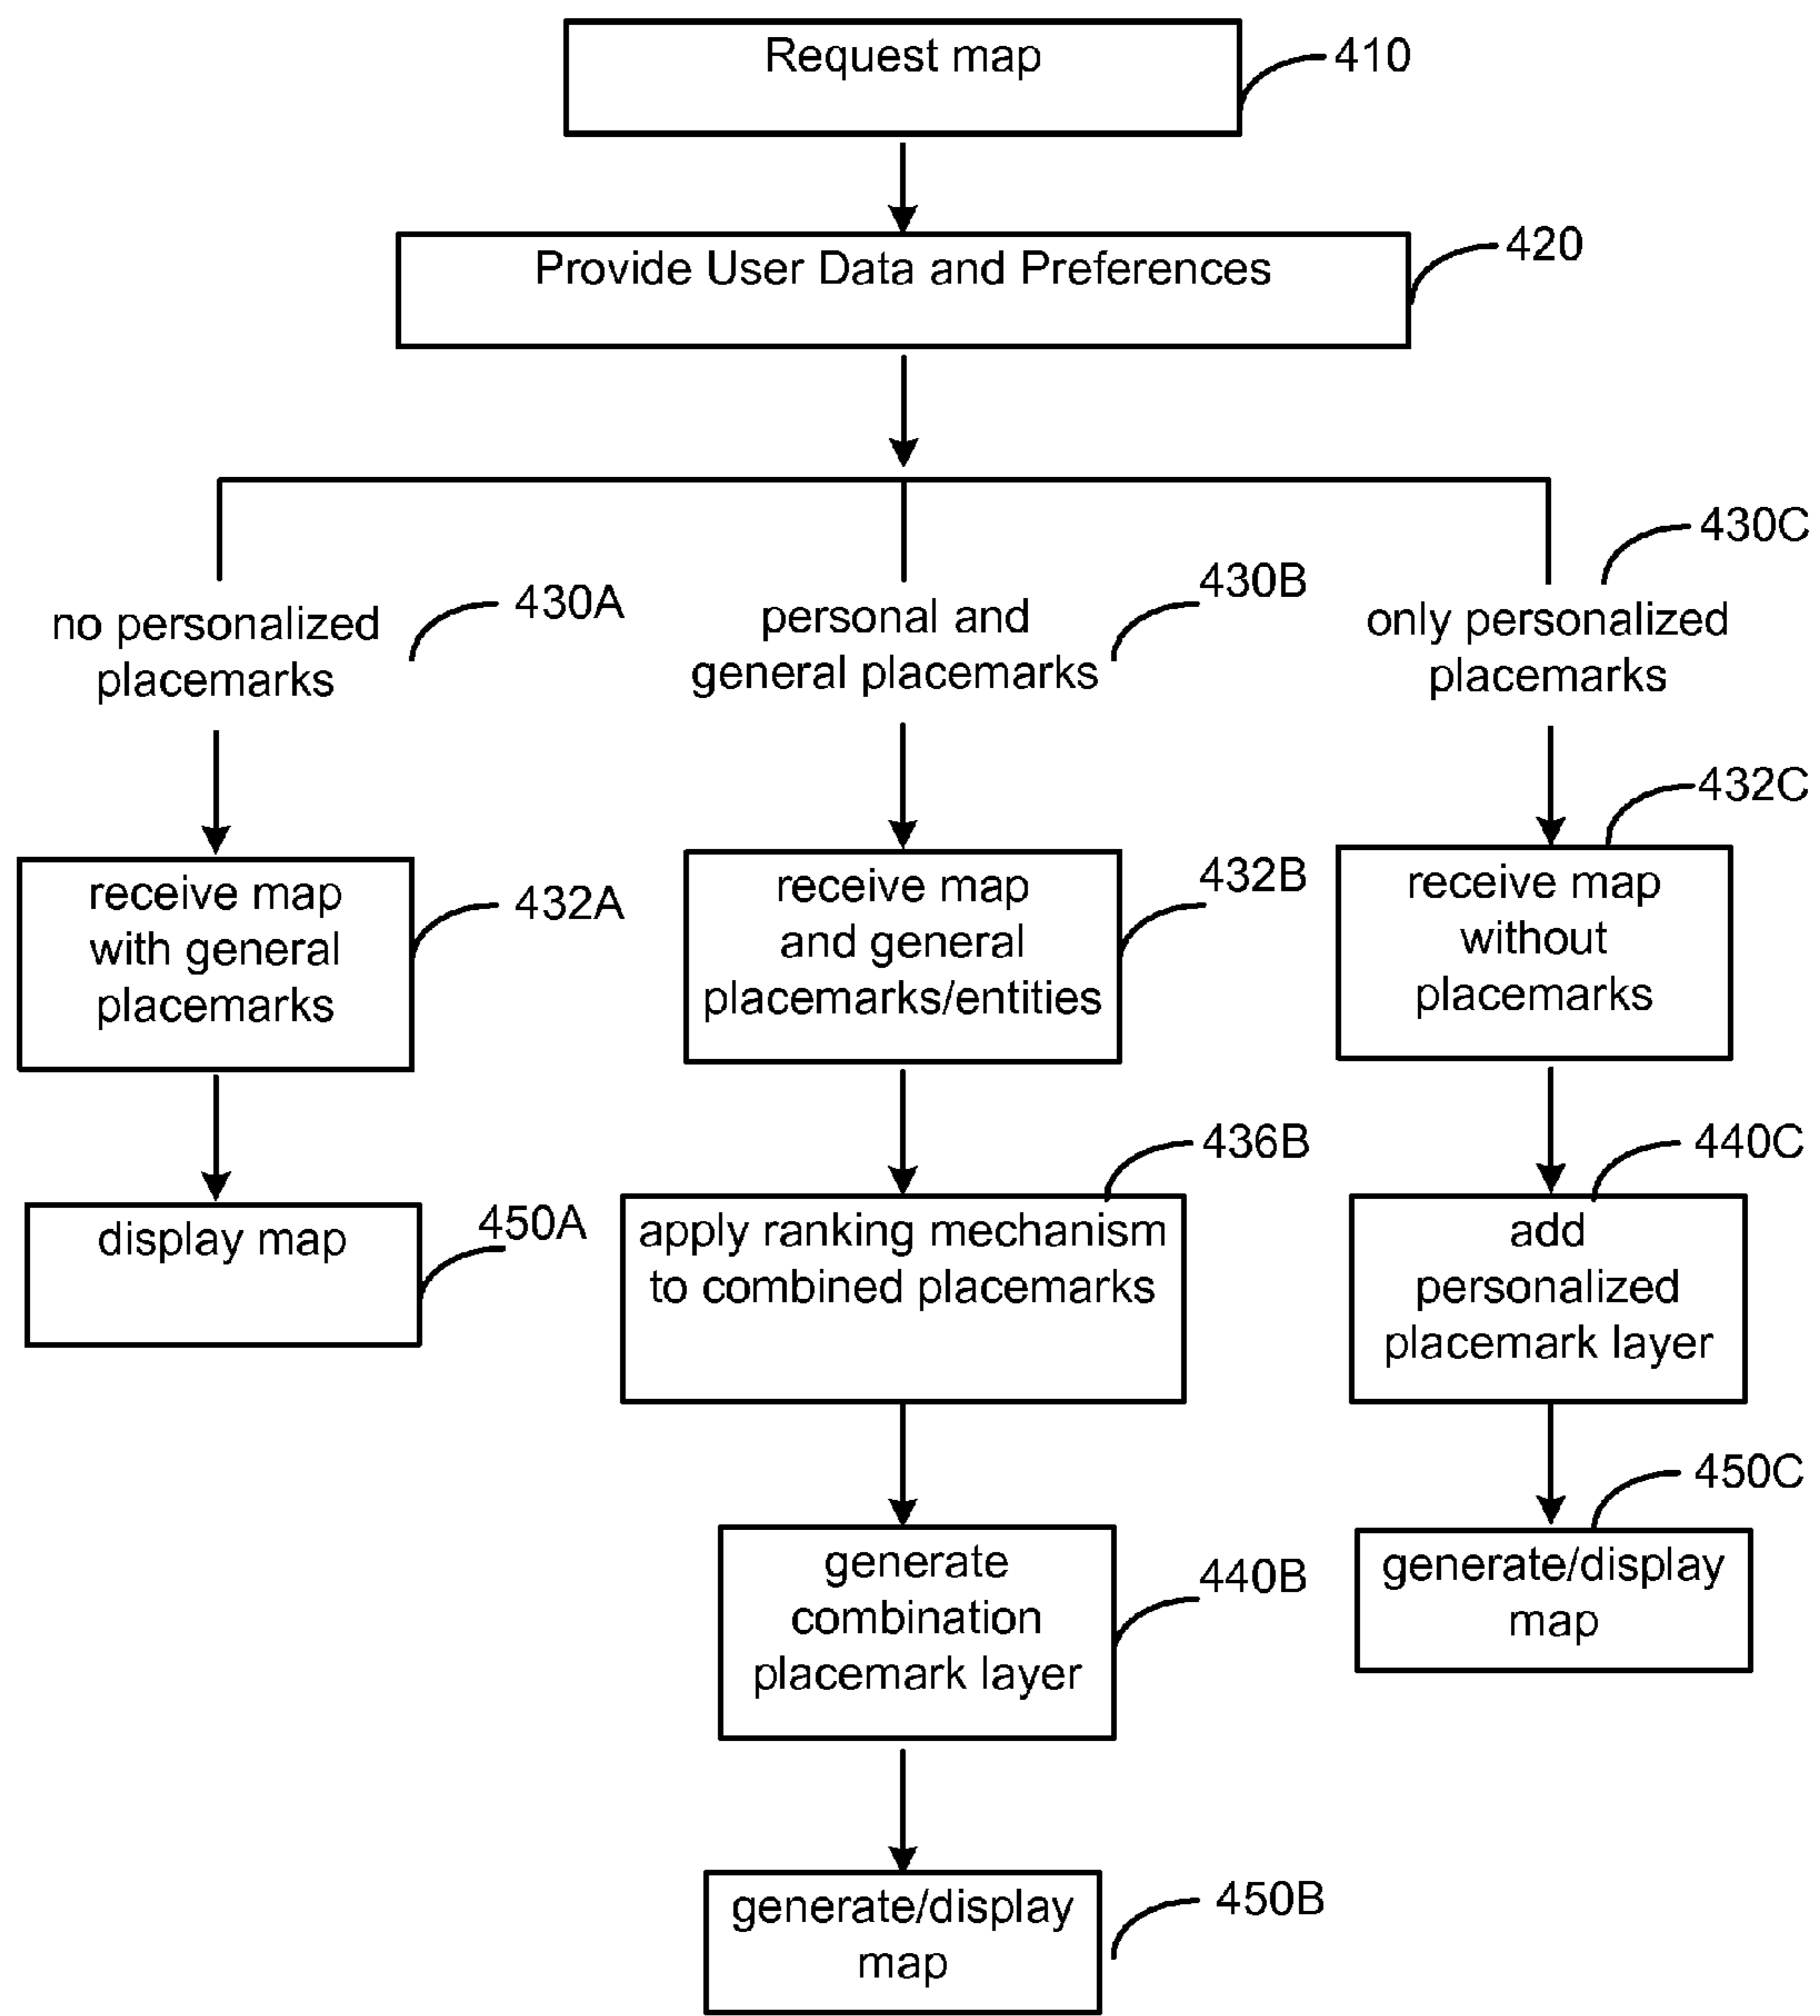 Request map
410
Provide User Data and Preferences
420
no personalized
placemarks
430A
receive map
with general
placemarks
432A
display map
450A
personal and
general placemarks
430B
receive map
and general
placemarks/entities
432B
apply ranking mechanism
to combined placemarks
436B
generate
combination
placemark layer
440B
generate/display
map
450B
only personalized
placemarks
430C
receive map
without
placemarks
432C
add
personalized
placemark layer
440C
generate/display
map
450C